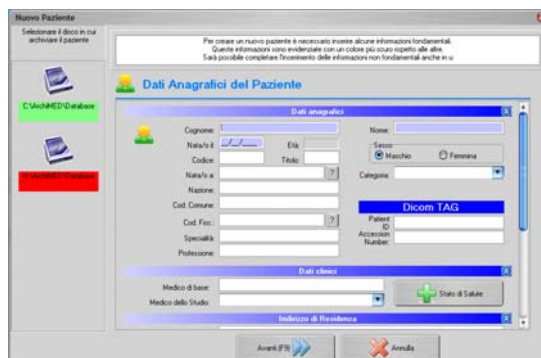 Nuovo Paziente
Selezionare il disco in cui
archiviare il paziente
C:\ArchiMED\Database
Per creare un nuovo paziente è necessario inserire alcune informazioni fondamentali.
Queste informazioni sono evidenziate con un colore più scuro rispetto alle altre.
Sarà possibile completare l'inserimento delle informazioni non fondamentali anche in u
Dati Anagrafici del Paziente
Dati anagrafici
Cognome:
Nome:
Nata/o il:
Età:
Sesso
Maschio
Femmina
Codice:
Titolo:
Nata/o a:
?
Categoria:
Nazione:
Cod. Comune:
Dicom TAG
Cod. Fisc.:
?
Patient
ID
Specialità:
Accession
Number:
Professione:
Dati clinici
Medico di base:
Medico dello Studio:
Stato di Salute
Indirizzo di Residenza
Avanti (F9)
Annulla